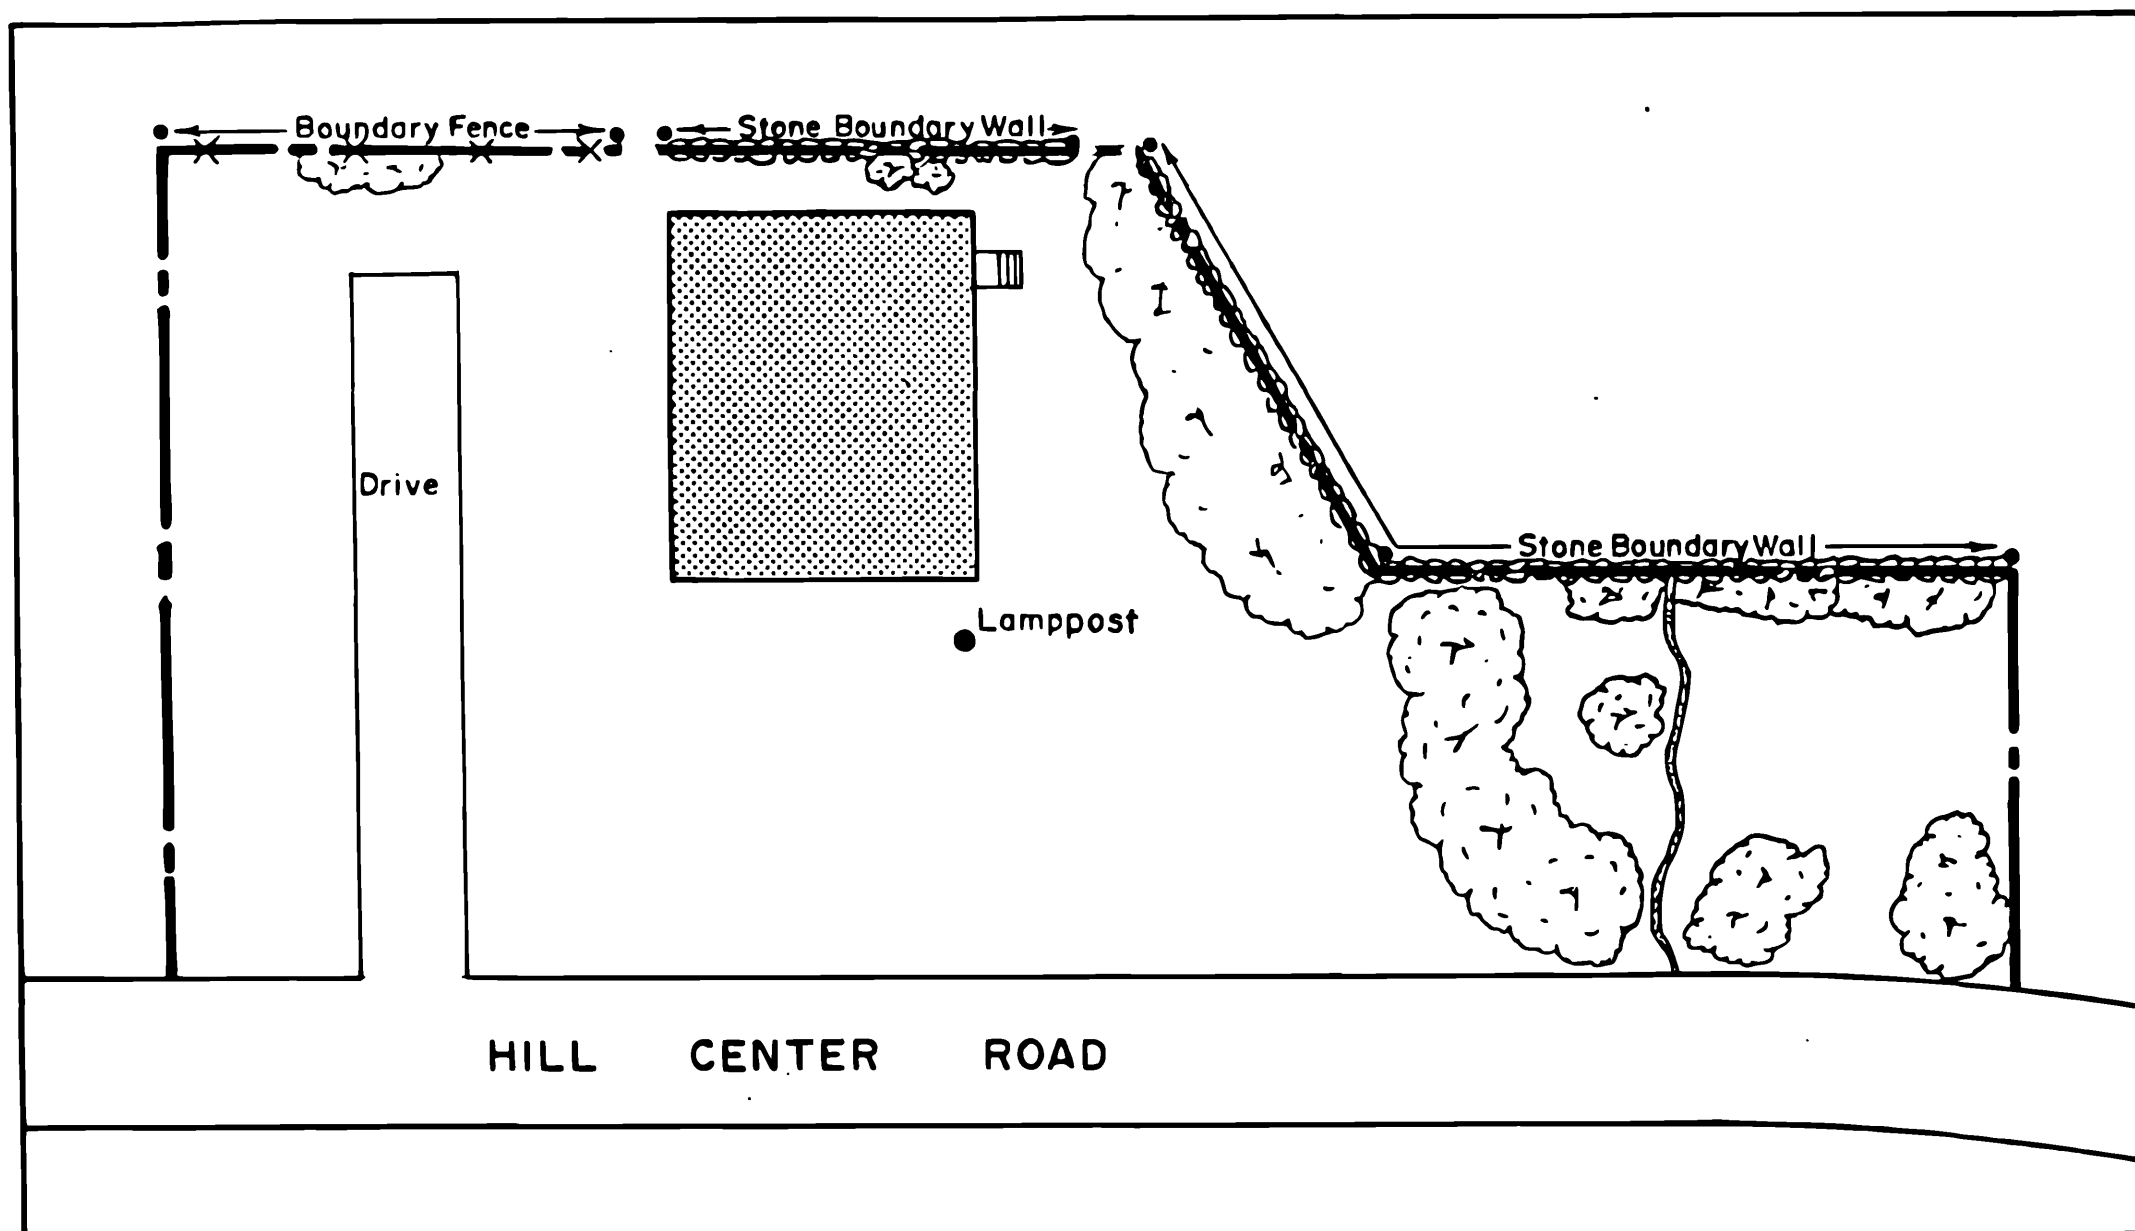 Boundary Fence
Stone Boundary Wall
Drive
Stone Boundary Wall
Lamppost
HILL CENTER ROAD